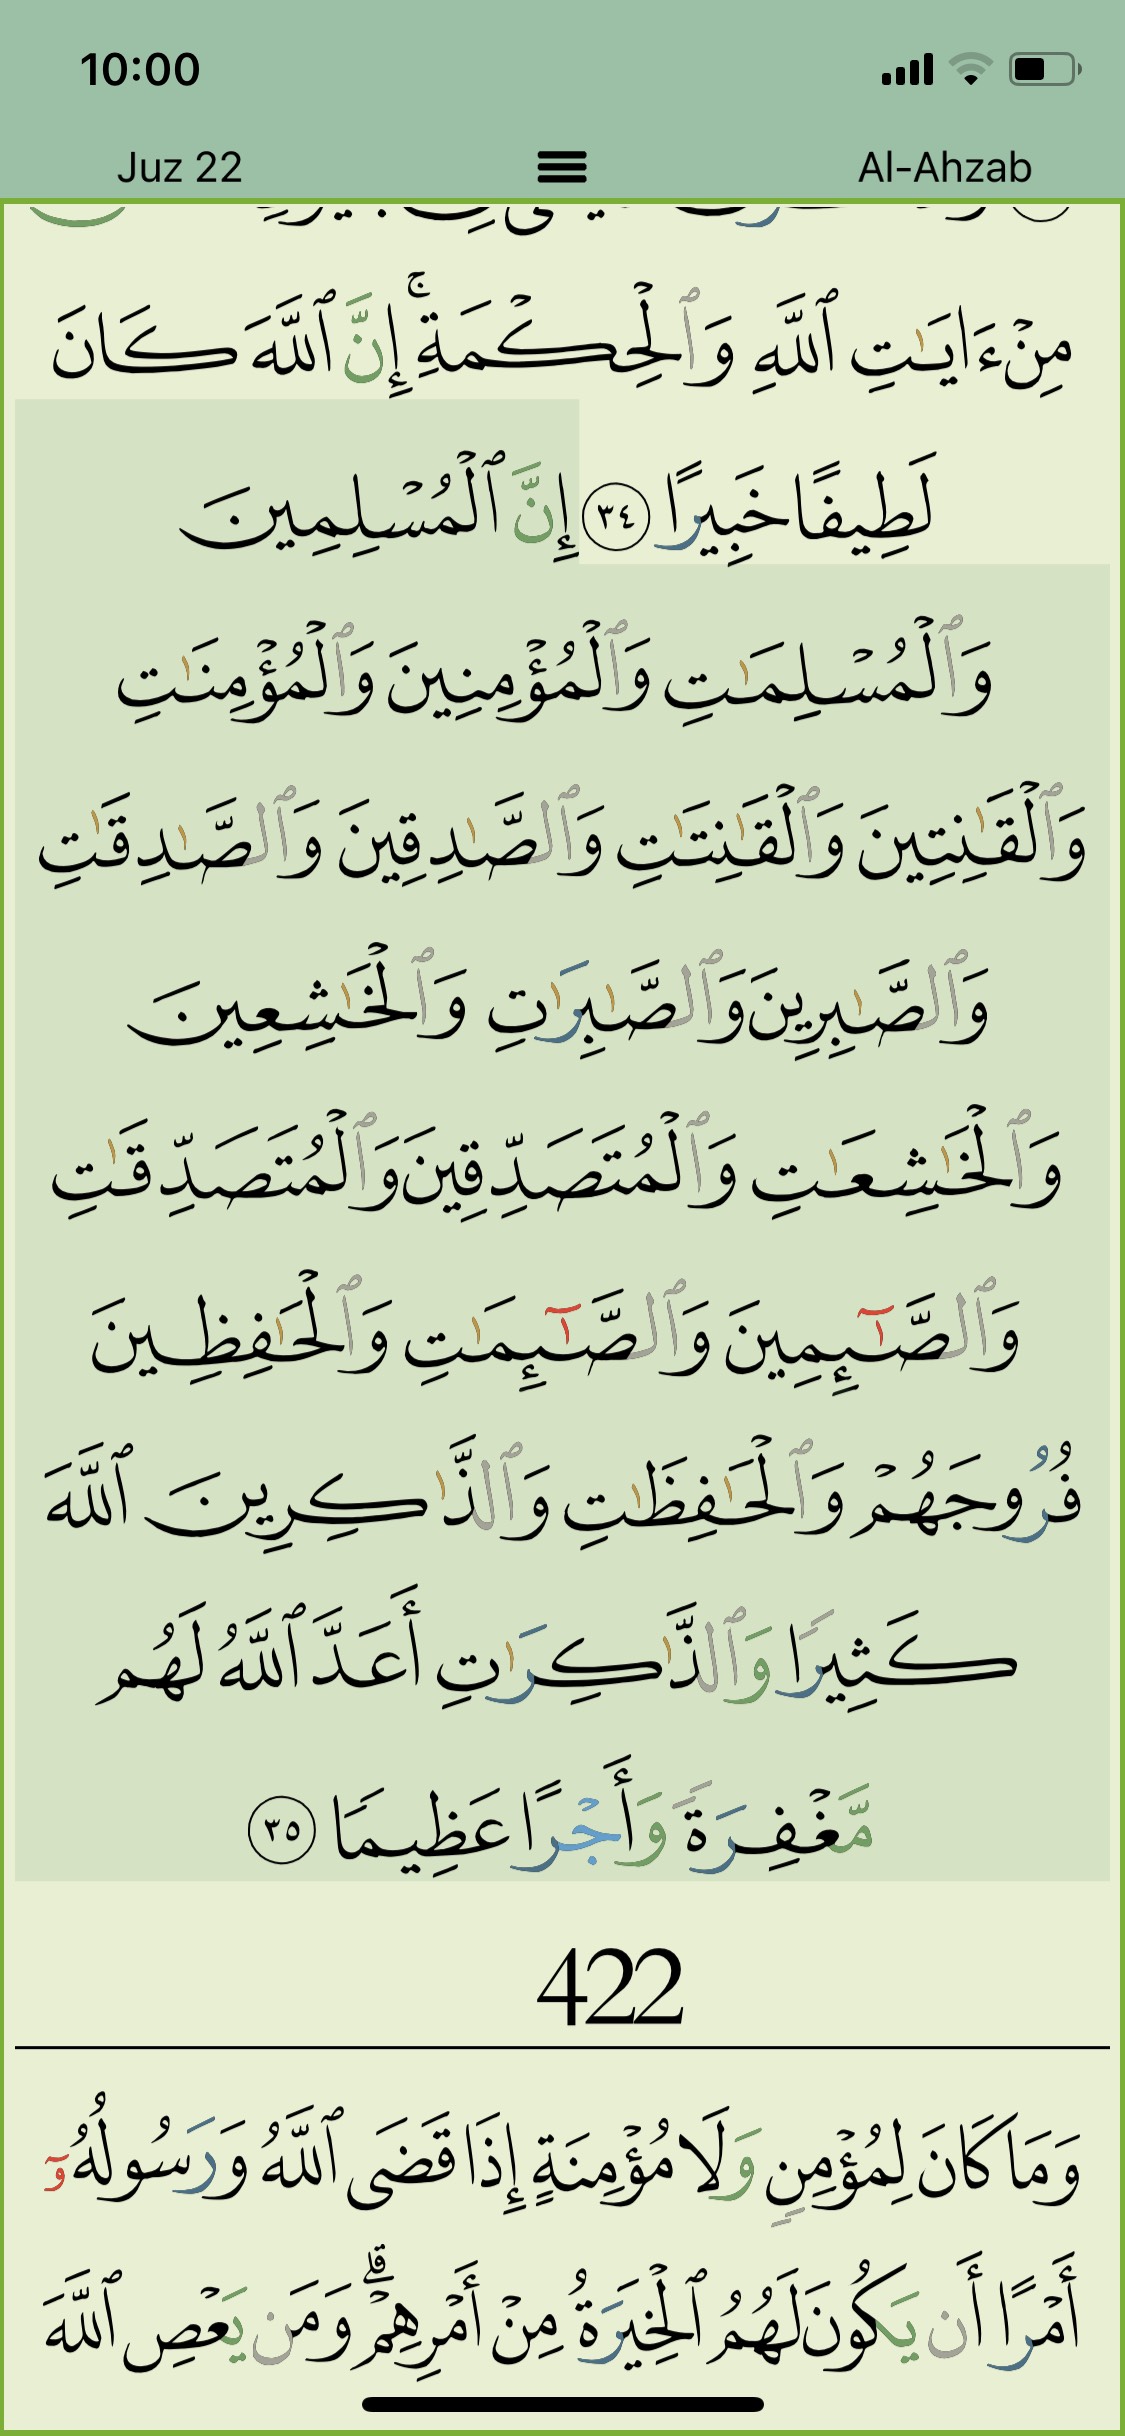 10:00
Juz 22
Al-Ahzab
مِنْ ءَايَـٰتِ ٱللَّهِ وَٱلْحِكْمَةِ ۚ إِنَّ ٱللَّهَ كَانَ
لَطِيفًا خَبِيرًا ٣٤ إِنَّ ٱلْمُسْلِمِينَ
وَٱلْمُسْلِمَـٰتِ وَٱلْمُؤْمِنِينَ وَٱلْمُؤْمِنَـٰتِ
وَٱلْقَـٰنِتِينَ وَٱلْقَـٰنِتَـٰتِ وَٱلصَّـٰدِقِينَ وَٱلصَّـٰدِقَـٰتِ
وَٱلصَّـٰبِرِينَ وَٱلصَّـٰبِرَٰتِ وَٱلْخَـٰشِعِينَ
وَٱلْخَـٰشِعَـٰتِ وَٱلْمُتَصَدِّقِينَ وَٱلْمُتَصَدِّقَـٰتِ
وَٱلصَّـٰٓئِمِينَ وَٱلصَّـٰٓئِمَـٰتِ وَٱلْحَـٰفِظِينَ
فُرُوجَهُمْ وَٱلْحَـٰفِظَـٰتِ وَٱلذَّٰكِرِينَ ٱللَّهَ
كَثِيرًا وَٱلذَّٰكِرَٰتِ أَعَدَّ ٱللَّهُ لَهُم
مَّغْفِرَةً وَأَجْرًا عَظِيمًا ٣٥
422
وَمَا كَانَ لِمُؤْمِنٍ وَلَا مُؤْمِنَةٍ إِذَا قَضَى ٱللَّهُ وَرَسُولُهُۥٓ
أَمْرًا أَن يَكُونَ لَهُمُ ٱلْخِيَرَةُ مِنْ أَمْرِهِمْ ۗ وَمَن يَعْصِ ٱللَّهَ